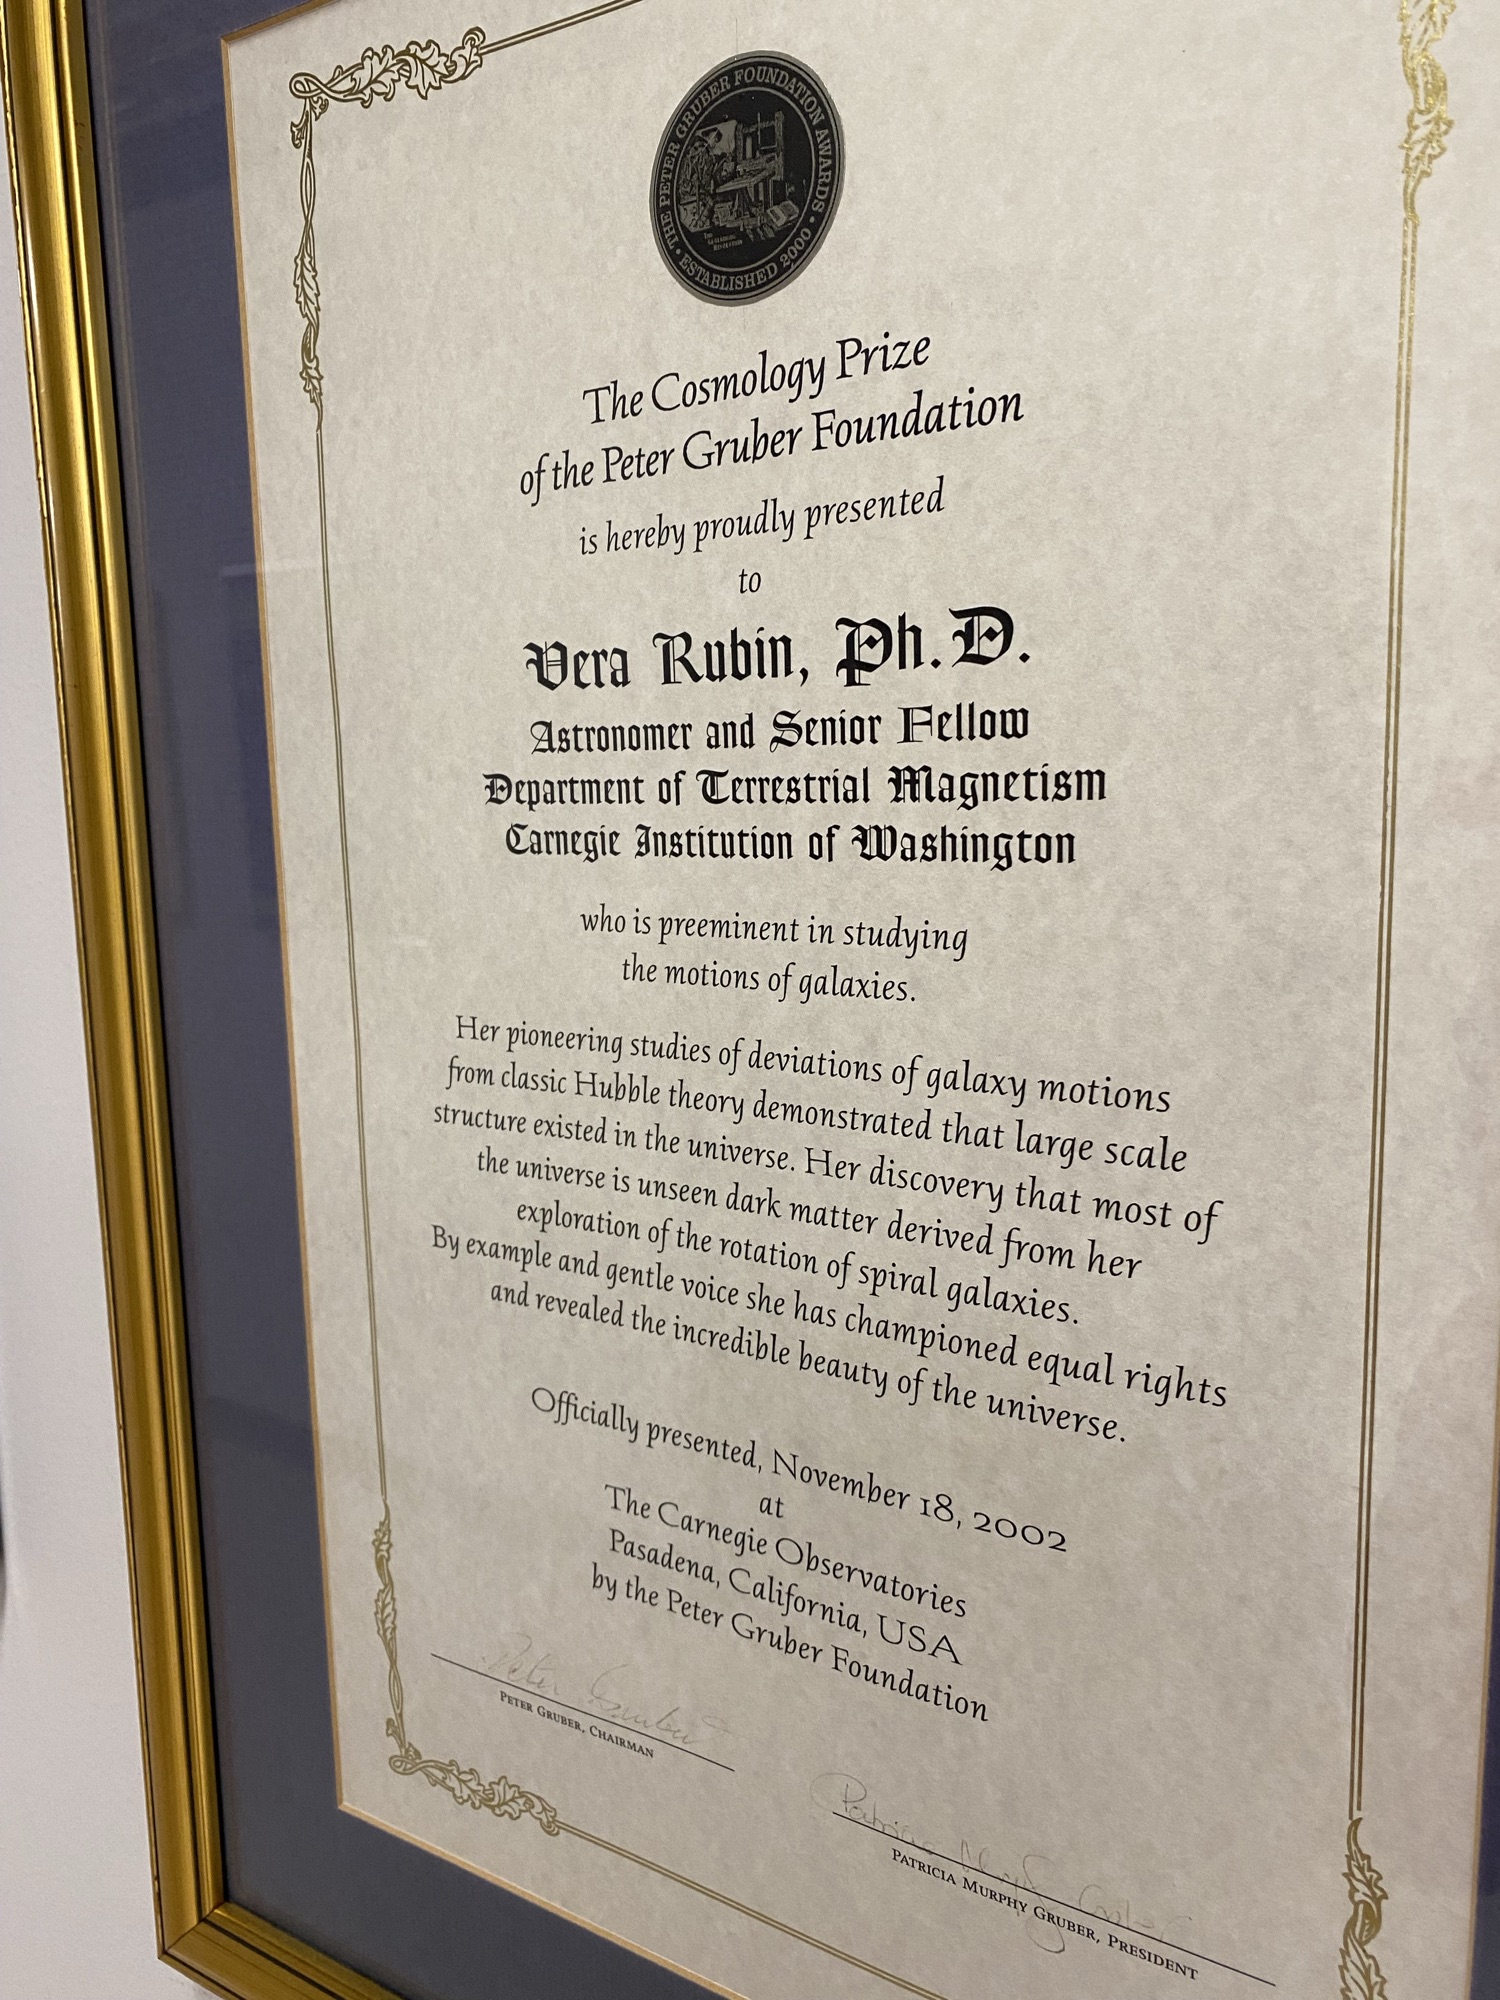 THE PETER GRUBER FOUNDATION AWARDS
• ESTABLISHED 2000 •
The Cosmology Prize
of the Peter Gruber Foundation
is hereby proudly presented
to
Vera Rubin, Ph.D.
Astronomer and Senior Fellow
Department of Terrestrial Magnetism
Carnegie Institution of Washington
who is preeminent in studying
the motions of galaxies.
Her pioneering studies of deviations of galaxy motions
from classic Hubble theory demonstrated that large scale
structure existed in the universe. Her discovery that most of
the universe is unseen dark matter derived from her
exploration of the rotation of spiral galaxies.
By example and gentle voice she has championed equal rights
and revealed the incredible beauty of the universe.
Officially presented, November 18, 2002
at
The Carnegie Observatories
Pasadena, California, USA
by the Peter Gruber Foundation
Peter Gruber
PETER GRUBER, CHAIRMAN
Patricia Murphy Gruber
PATRICIA MURPHY GRUBER, PRESIDENT